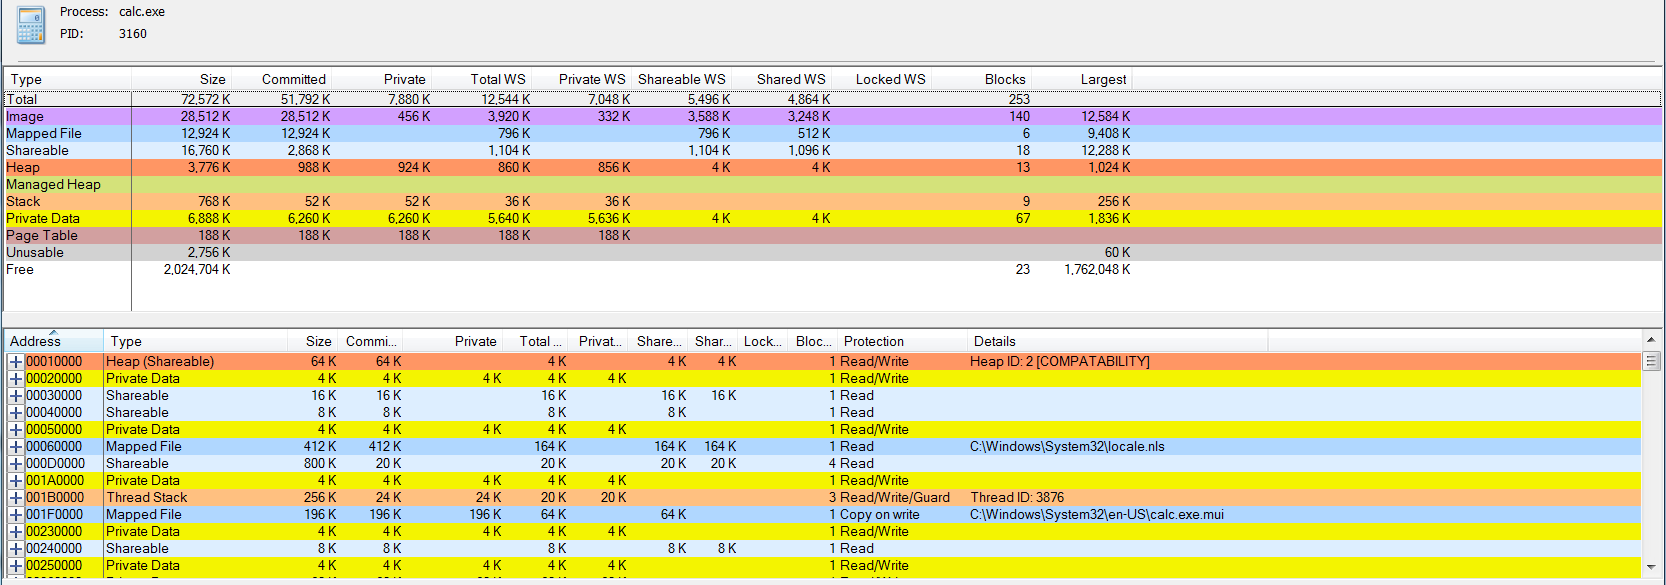 Process: calc.exe
PID: 3160
Type Size Committed Private Total WS Private WS Shareable WS Shared WS Locked WS Blocks Largest
Total 72,572 K 51,792 K 7,880 K 12,544 K 7,048 K 5,496 K 4,864 K 253
Image 28,512 K 28,512 K 456 K 3,920 K 332 K 3,588 K 3,248 K 140 12,584 K
Mapped File 12,924 K 12,924 K 796 K 796 K 512 K 6 9,408 K
Shareable 16,760 K 2,868 K 1,104 K 1,104 K 1,096 K 18 12,288 K
Heap 3,776 K 988 K 924 K 860 K 856 K 4 K 4 K 13 1,024 K
Managed Heap
Stack 768 K 52 K 52 K 36 K 36 K 9 256 K
Private Data 6,888 K 6,260 K 6,260 K 5,640 K 5,636 K 4 K 4 K 67 1,836 K
Page Table 188 K 188 K 188 K 188 K 188 K
Unusable 2,756 K 60 K
Free 2,024,704 K 23 1,762,048 K
Address Type Size Commi... Private Total ... Privat... Share... Shar... Lock... Bloc... Protection Details
00010000 Heap (Shareable) 64 K 64 K 4 K 4 K 4 K 1 Read/Write Heap ID: 2 [COMPATABILITY]
00020000 Private Data 4 K 4 K 4 K 4 K 4 K 1 Read/Write
00030000 Shareable 16 K 16 K 16 K 16 K 16 K 1 Read
00040000 Shareable 8 K 8 K 8 K 8 K 1 Read
00050000 Private Data 4 K 4 K 4 K 4 K 4 K 1 Read/Write
00060000 Mapped File 412 K 412 K 164 K 164 K 164 K 1 Read C:\Windows\System32\locale.nls
000D0000 Shareable 800 K 20 K 20 K 20 K 20 K 4 Read
001A0000 Private Data 4 K 4 K 4 K 4 K 4 K 1 Read/Write
001B0000 Thread Stack 256 K 24 K 24 K 20 K 20 K 3 Read/Write/Guard Thread ID: 3876
001F0000 Mapped File 196 K 196 K 196 K 64 K 64 K 1 Copy on write C:\Windows\System32\en-US\calc.exe.mui
00230000 Private Data 4 K 4 K 4 K 4 K 4 K 1 Read/Write
00240000 Shareable 8 K 8 K 8 K 8 K 8 K 1 Read
00250000 Private Data 4 K 4 K 4 K 4 K 4 K 1 Read/Write